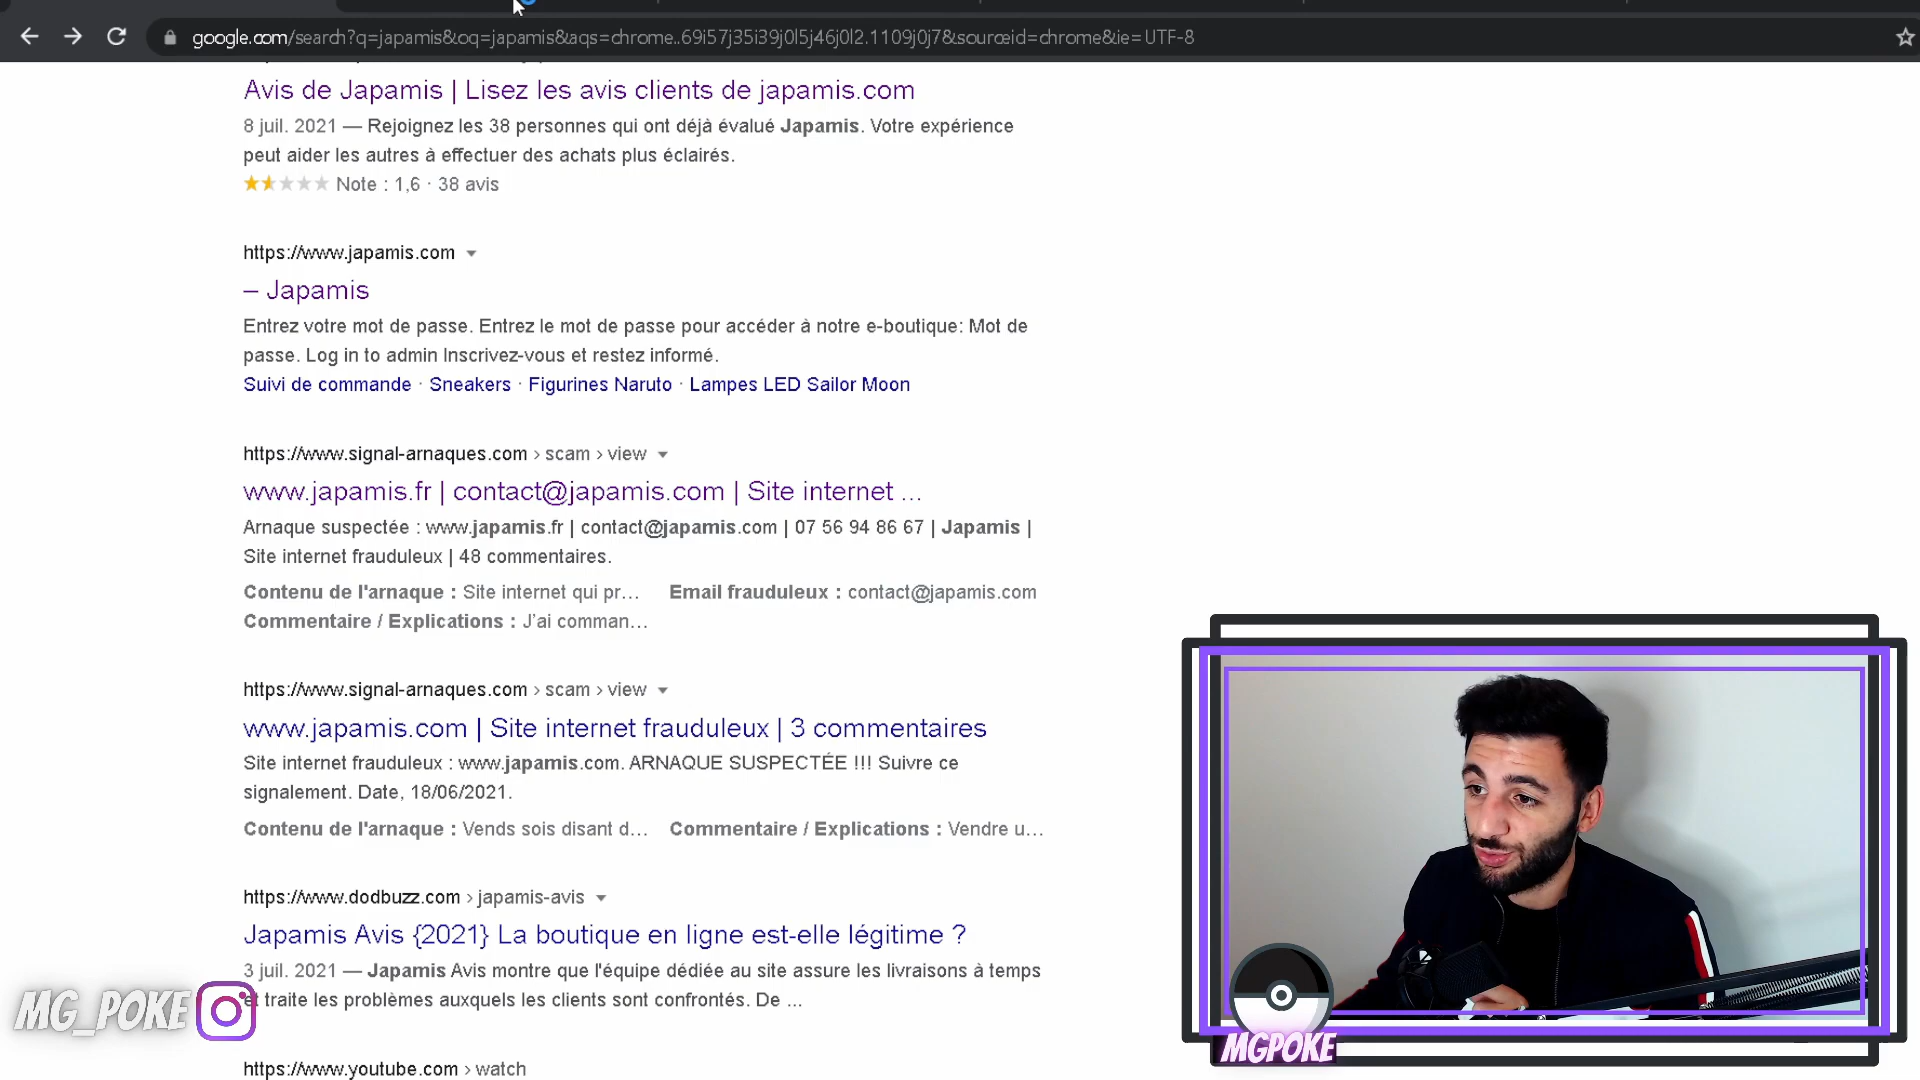 google.com/search?q=japamis&oq=japamis&aqs=chrome..69i57j35i39j0l5j46j0l2.1109j0j7&sourceid=chrome&ie=UTF-8
Avis de Japamis | Lisez les avis clients de japamis.com
8 juil. 2021 — Rejoignez les 38 personnes qui ont déjà évalué Japamis. Votre expérience
peut aider les autres à effectuer des achats plus éclairés.
Note : 1,6 · 38 avis
https://www.japamis.com
– Japamis
Entrez votre mot de passe. Entrez le mot de passe pour accéder à notre e-boutique: Mot de
passe. Log in to admin Inscrivez-vous et restez informé.
Suivi de commande · Sneakers · Figurines Naruto · Lampes LED Sailor Moon
https://www.signal-arnaques.com › scam › view
www.japamis.fr | contact@japamis.com | Site internet ...
Arnaque suspectée : www.japamis.fr | contact@japamis.com | 07 56 94 86 67 | Japamis |
Site internet frauduleux | 48 commentaires.
Contenu de l'arnaque : Site internet qui pr… Email frauduleux : contact@japamis.com
Commentaire / Explications : J'ai comman…
https://www.signal-arnaques.com › scam › view
www.japamis.com | Site internet frauduleux | 3 commentaires
Site internet frauduleux : www.japamis.com. ARNAQUE SUSPECTÉE !!! Suivre ce
signalement. Date, 18/06/2021.
Contenu de l'arnaque : Vends sois disant d… Commentaire / Explications : Vendre u…
https://www.dodbuzz.com › japamis-avis
Japamis Avis {2021} La boutique en ligne est-elle légitime ?
3 juil. 2021 — Japamis Avis montre que l'équipe dédiée au site assure les livraisons à temps
et traite les problèmes auxquels les clients sont confrontés. De ...
https://www.youtube.com › watch
MG_POKE
MGPOKE